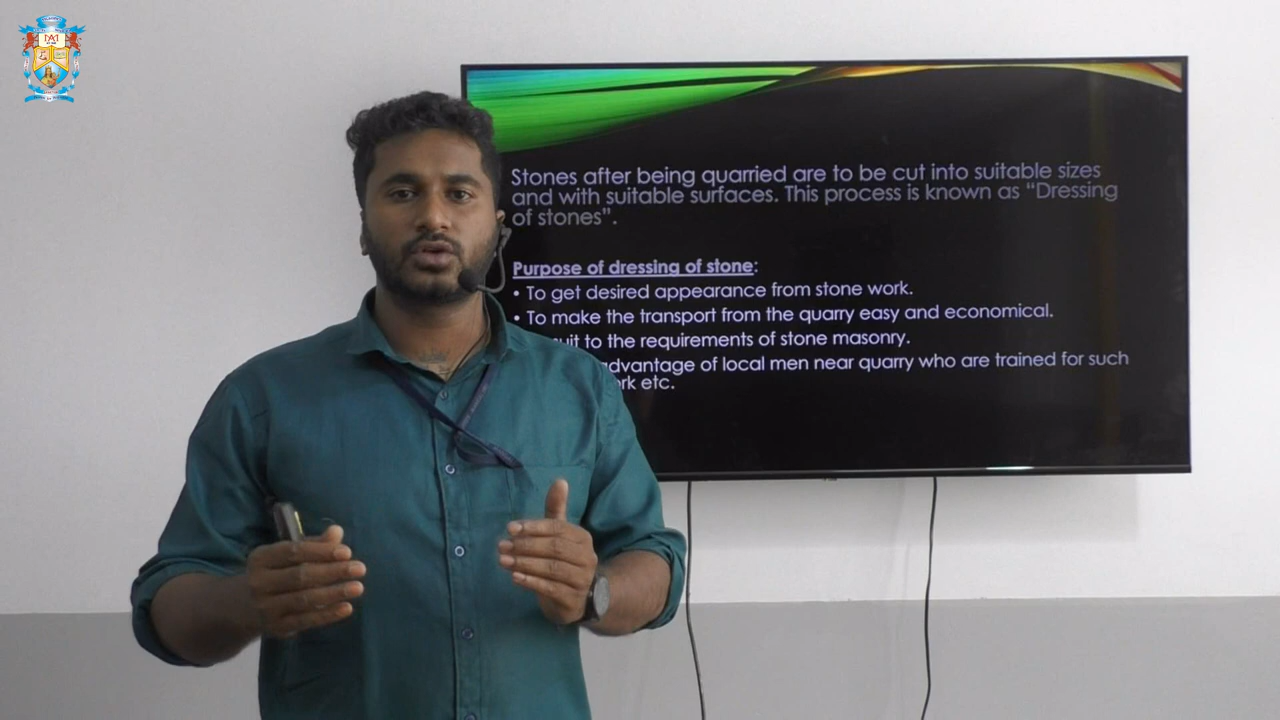 Stones after being quarried are to be cut into suitable sizes
and with suitable surfaces. This process is known as “Dressing
of stones”.
Purpose of dressing of stone:
• To get desired appearance from stone work.
• To make the transport from the quarry easy and economical.
to the requirements of stone masonry.
of local men near quarry who are trained for such
etc.